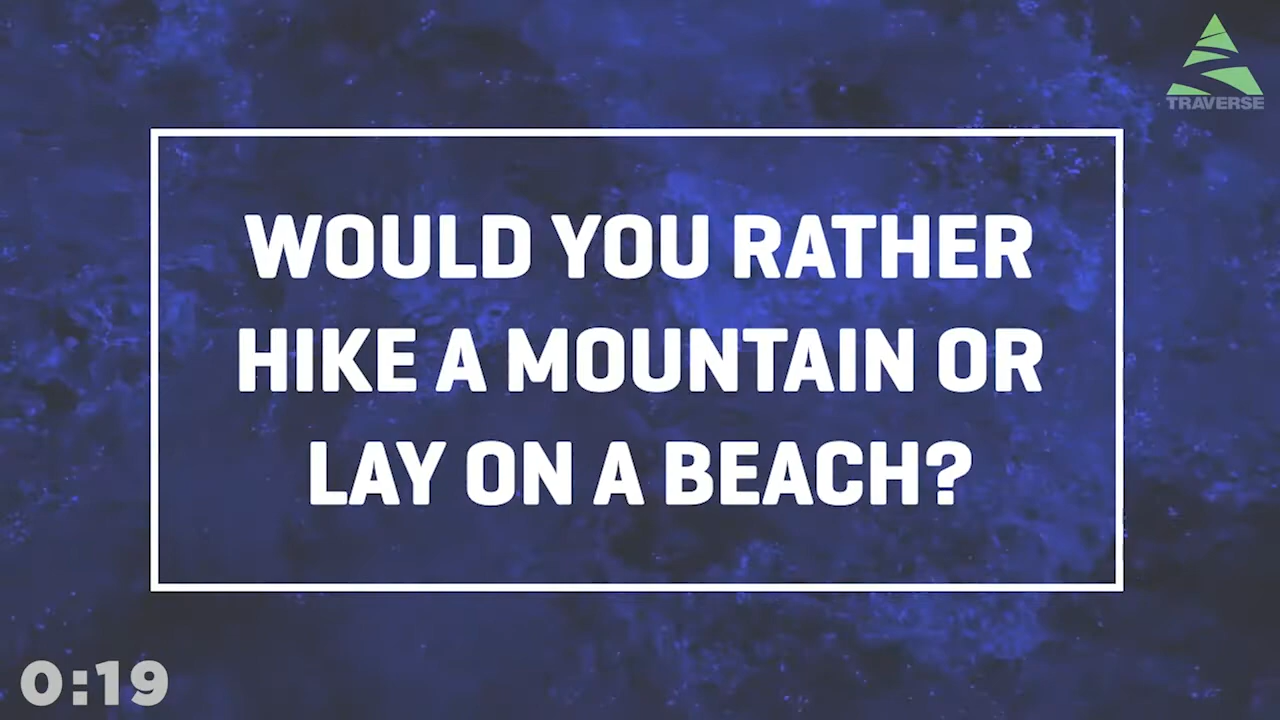 TRAVERSE
WOULD YOU RATHER
HIKE A MOUNTAIN OR
LAY ON A BEACH?
0:19